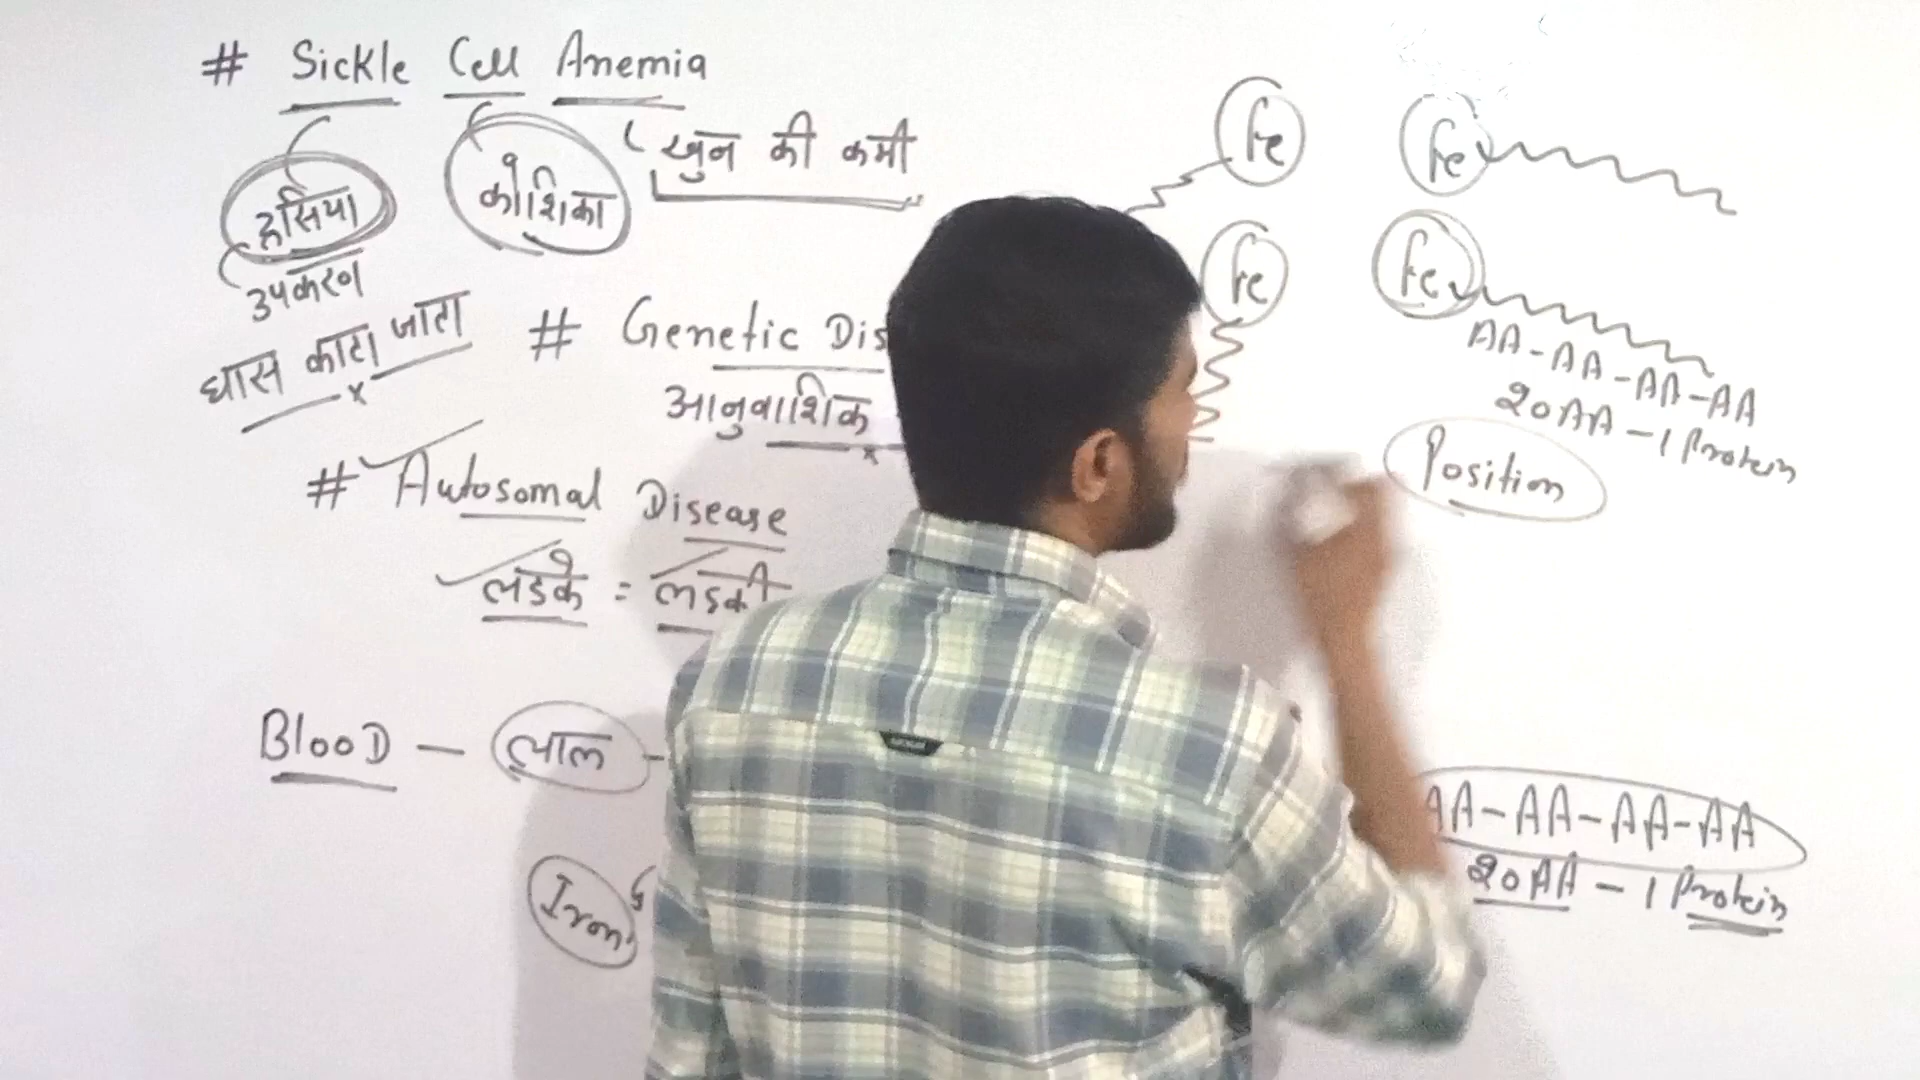 # Sickle Cell Anemia
हसिया
कोशिका
खुन की कमी
उपकरण
घास काटा जाता
# Genetic Dis
आनुवाशिक
# Autosomal Disease
लडके = लडकी
BlooD — लाल -
Iron
Fe
Fe
Fe
Fe
AA-AA-AA-AA
20AA-1 Protein
Position
AA-AA-AA-AA
20AA-1 Protein